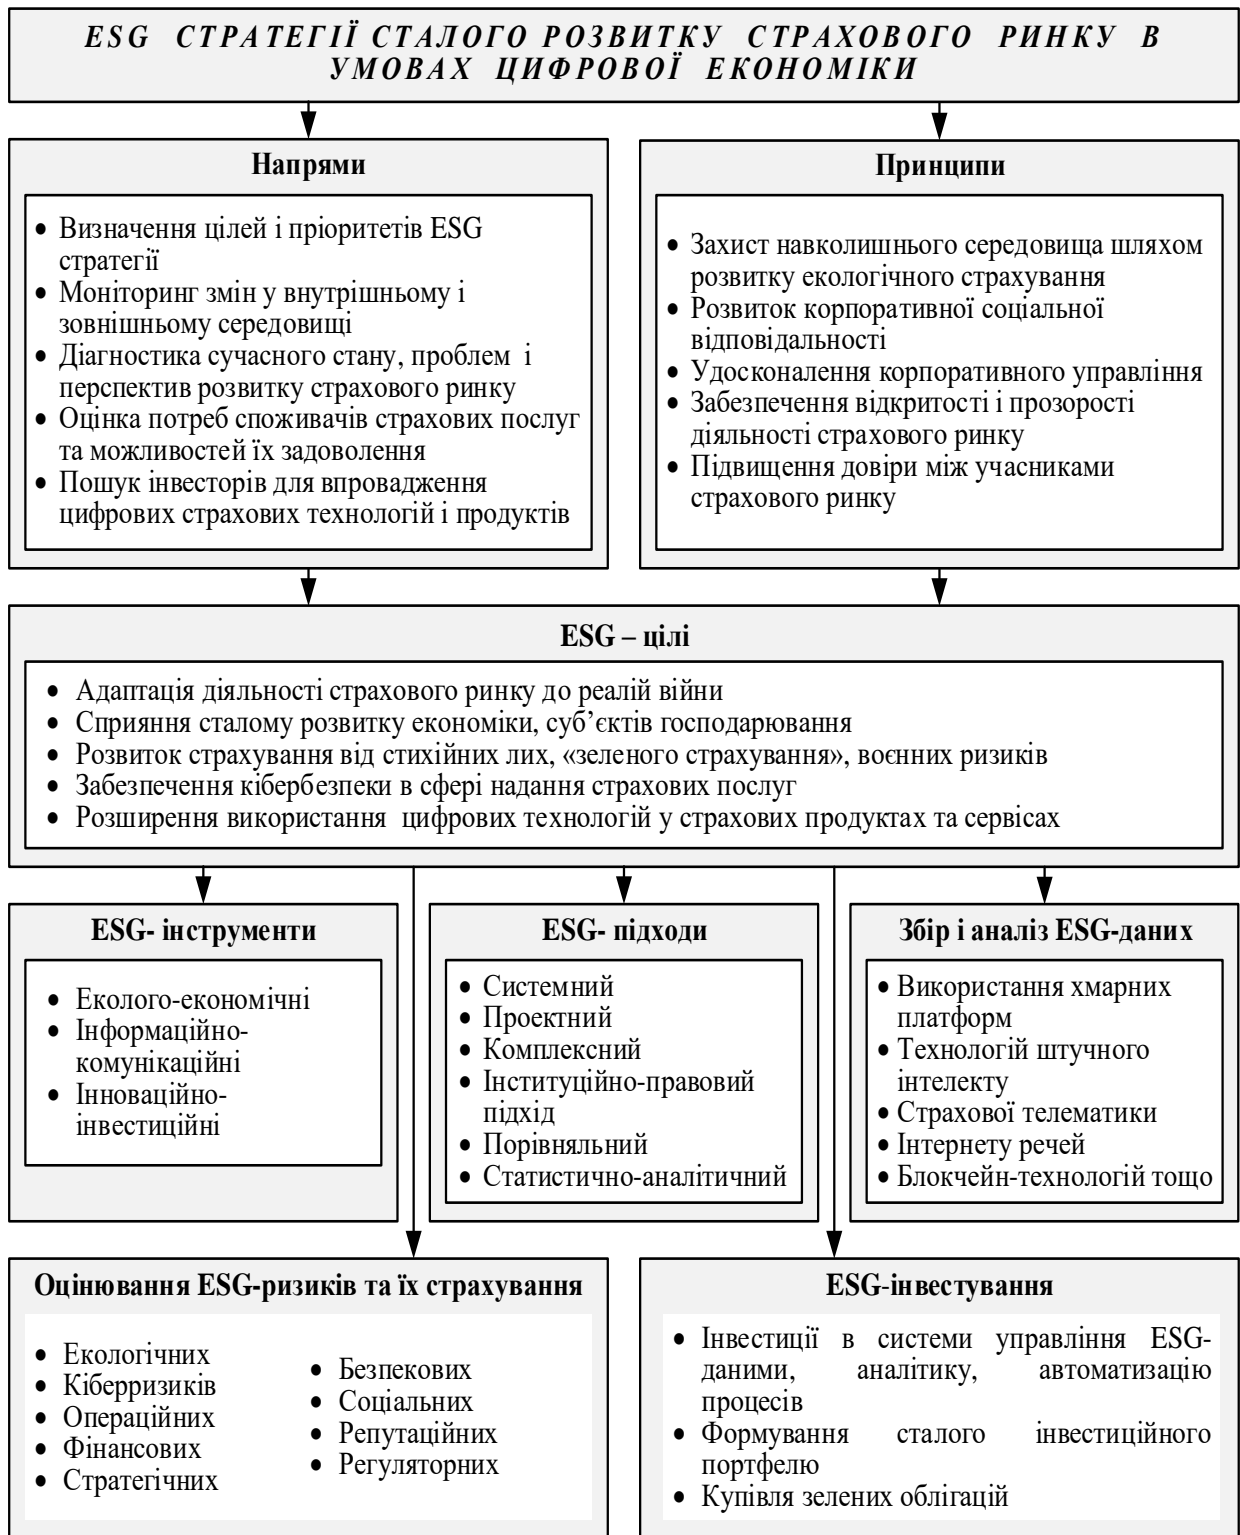 ESG СТРАТЕГІЇ СТАЛОГО РОЗВИТКУ СТРАХОВОГО РИНКУ В
УМОВАХ ЦИФРОВОЇ ЕКОНОМІКИ
Напрями
• Визначення цілей і пріоритетів ESG
стратегії
• Моніторинг змін у внутрішньому і
зовнішньому середовищі
• Діагностика сучасного стану, проблем і
перспектив розвитку страхового ринку
• Оцінка потреб споживачів страхових послуг
та можливостей їх задоволення
• Пошук інвесторів для впровадження
цифрових страхових технологій і продуктів
Принципи
• Захист навколишнього середовища шляхом
розвитку екологічного страхування
• Розвиток корпоративної соціальної
відповідальності
• Удосконалення корпоративного управління
• Забезпечення відкритості і прозорості
діяльності страхового ринку
• Підвищення довіри між учасниками
страхового ринку
ESG – цілі
• Адаптація діяльності страхового ринку до реалій війни
• Сприяння сталому розвитку економіки, суб’єктів господарювання
• Розвиток страхування від стихійних лих, «зеленого страхування», воєнних ризиків
• Забезпечення кібербезпеки в сфері надання страхових послуг
• Розширення використання цифрових технологій у страхових продуктах та сервісах
ESG- інструменти
• Еколого-економічні
• Інформаційно-
комунікаційні
• Інноваційно-
інвестиційні
ESG- підходи
• Системний
• Проектний
• Комплексний
• Інституційно-правовий
підхід
• Порівняльний
• Статистично-аналітичний
Збір і аналіз ESG-даних
• Використання хмарних
платформ
• Технологій штучного
інтелекту
• Страхової телематики
• Інтернету речей
• Блокчейн-технологій тощо
Оцінювання ESG-ризиків та їх страхування
• Екологічних
• Кіберризиків
• Операційних
• Фінансових
• Стратегічних
• Безпекових
• Соціальних
• Репутаційних
• Регуляторних
ESG-інвестування
• Інвестиції в системи управління ESG-
даними, аналітику, автоматизацію
процесів
• Формування сталого інвестиційного
портфелю
• Купівля зелених облігацій